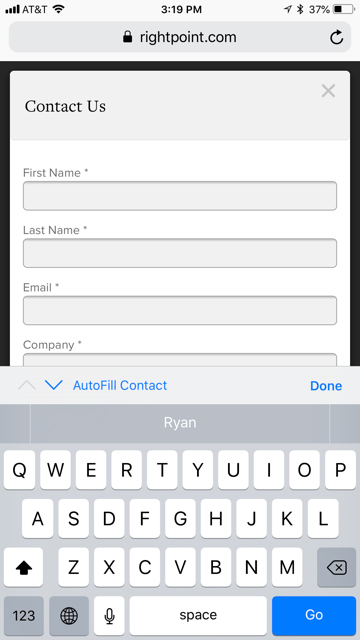 AT&T 3:19 PM 37%
rightpoint.com
Contact Us
First Name *
Last Name *
Email *
Company *
AutoFill Contact Done
Ryan
Q W E R T Y U I O P
A S D F G H J K L
Z X C V B N M
123 space Go